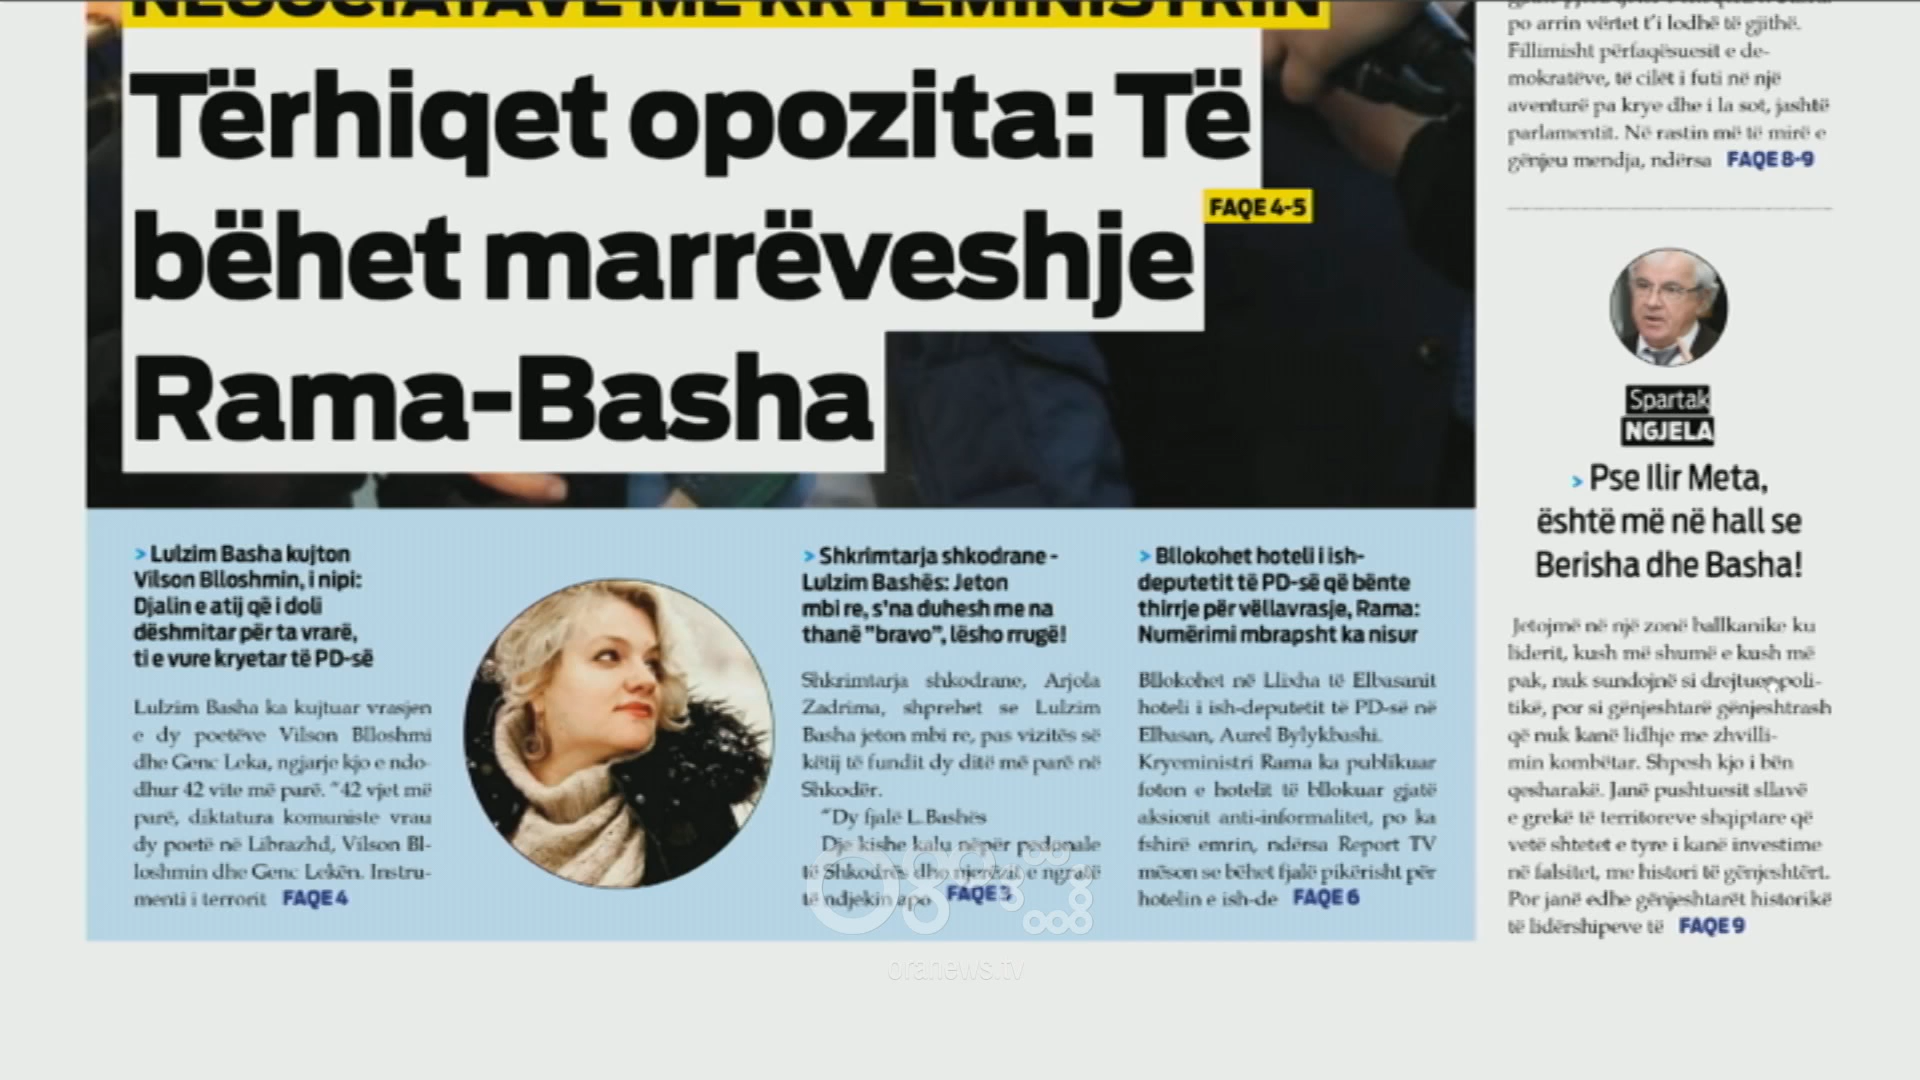 NEGOCIATAVE ME KRYEMINISTRIN
Tërhiqet opozita: Të
bëhet marrëveshje
Rama-Basha
FAQE 4-5
> Lulzim Basha kujton
Vilson Blloshmin, i nipi:
Djalin e atij që i doli
dëshmitar për ta vrarë,
ti e vure kryetar të PD-së
Lulzim Basha ka kujtuar vrasjen
e dy poetëve Vilson Blloshmi
dhe Genc Leka, ngjarje kjo e ndo-
dhur 42 vite më parë. "42 vjet më
parë, diktatura komuniste vrau
dy poetë në Librazhd, Vilson Bl-
loshmin dhe Genc Lekën. Instru-
menti i terrorit FAQE 4
> Shkrimtarja shkodrane -
Lulzim Bashës: Jeton
mbi re, s'na duhesh me na
thanë "bravo", lësho rrugë!
Shkrimtarja shkodrane, Arjola
Zadrima, shprehet se Lulzim
Basha jeton mbi re, pas vizitës së
këtij të fundit dy ditë më parë në
Shkodër.
"Dy fjalë L.Bashës
Dje kishe kalu nëpër pedonale
të Shkodrës dhe njerëzit e ngratë
të ndjekin apo FAQE 3
> Bllokohet hoteli i ish-
deputetit të PD-së që bënte
thirrje për vëllavrasje, Rama:
Numërimi mbrapsht ka nisur
Bllokohet në Llixha të Elbasanit
hoteli i ish-deputetit të PD-së në
Elbasan, Aurel Bylykbashi.
Kryeministri Rama ka publikuar
foton e hotelit të bllokuar gjatë
aksionit anti-informalitet, po ka
fshirë emrin, ndërsa Report TV
mëson se bëhet fjalë pikërisht për
hotelin e ish-de FAQE 6
po arrin vërtet t'i lodhë të gjithë.
Fillimisht përfaqësuesit e de-
mokratëve, të cilët i futi në një
aventurë pa krye dhe i la sot, jashtë
parlamentit. Në rastin më të mirë e
gënjeu mendja, ndërsa FAQE 8-9
Spartak
NGJELA
> Pse Ilir Meta,
është më në hall se
Berisha dhe Basha!
Jetojmë në një zonë ballkanike ku
liderit, kush më shumë e kush më
pak, nuk sundojnë si drejtues poli-
tikë, por si gënjeshtarë gënjeshtrash
që nuk kanë lidhje me zhvilli-
min kombëtar. Shpesh kjo i bën
qesharakë. Janë pushtuesit sllavë
e grekë të territoreve shqiptare që
vetë shtetet e tyre i kanë investime
në falsitet, me histori të gënjeshtërt.
Por janë edhe gënjeshtarët historikë
të lidërshipeve të FAQE 9
oranews.tv